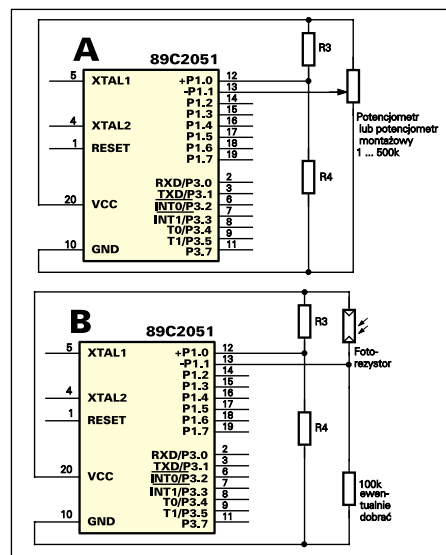 A
89C2051
5 XTAL1 +P1.0 12
-P1.1 13
P1.2 14
P1.3 15
4 XTAL2 P1.4 16
P1.5 17
1 RESET P1.6 18
P1.7 19
RXD/P3.0 2
TXD/P3.1 3
20 VCC INT0/P3.2 6
INT1/P3.3 7
T0/P3.4 8
10 GND T1/P3.5 9
P3.7 11
R3
R4
Potencjometr
lub potencjometr
montażowy
1 ... 500k
B
89C2051
5 XTAL1 +P1.0 12
-P1.1 13
P1.2 14
P1.3 15
4 XTAL2 P1.4 16
P1.5 17
1 RESET P1.6 18
P1.7 19
RXD/P3.0 2
TXD/P3.1 3
20 VCC INT0/P3.2 6
INT1/P3.3 7
T0/P3.4 8
10 GND T1/P3.5 9
P3.7 11
R3
R4
Foto-
rezystor
100k
ewen-
tualnie
dobrać